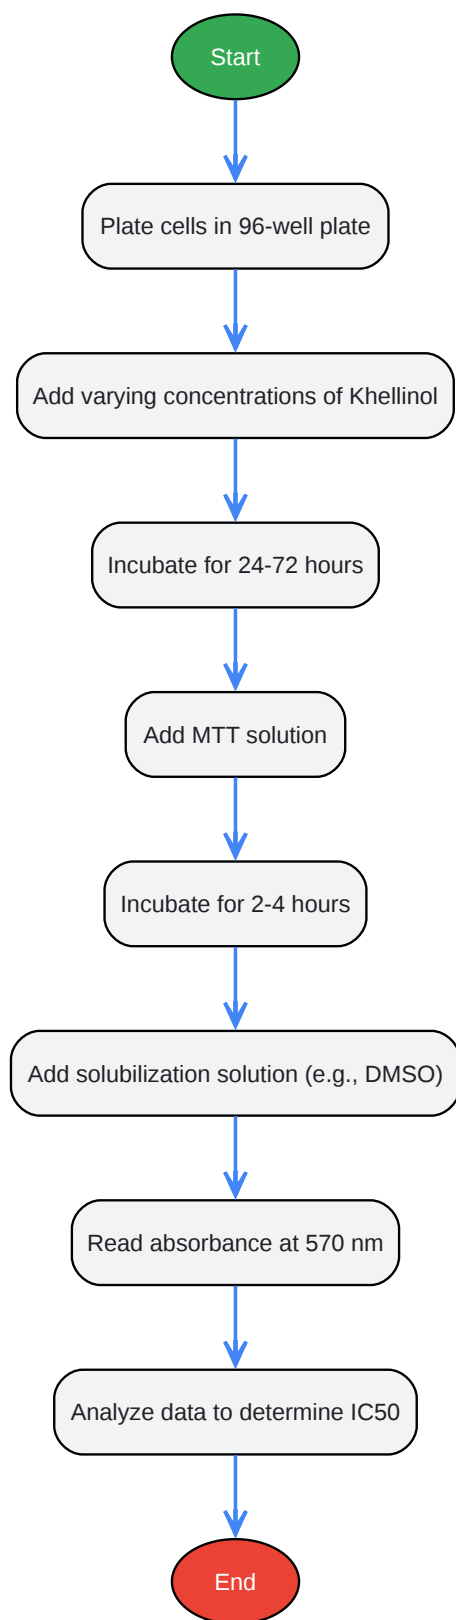 Start
Plate cells in 96-well plate
Add varying concentrations of Khellinol
Incubate for 24-72 hours
Add MTT solution
Incubate for 2-4 hours
Add solubilization solution (e.g., DMSO)
Read absorbance at 570 nm
Analyze data to determine IC50
End